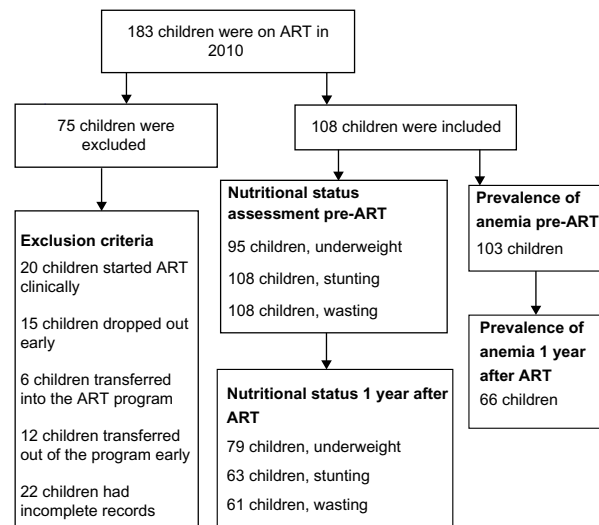 183 children were on ART in
2010
75 children were
excluded
108 children were included
Exclusion criteria
20 children started ART
clinically
15 children dropped out
early
6 children transferred
into the ART program
12 children transferred
out of the program early
22 children had
incomplete records
Nutritional status
assessment pre-ART
95 children, underweight
108 children, stunting
108 children, wasting
Nutritional status 1 year after
ART
79 children, underweight
63 children, stunting
61 children, wasting
Prevalence of
anemia pre-ART
103 children
Prevalence of
anemia 1 year
after ART
66 children